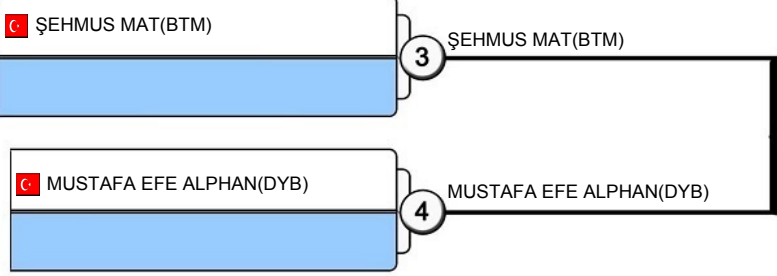 ŞEHMUS MAT(BTM)
3
ŞEHMUS MAT(BTM)
MUSTAFA EFE ALPHAN(DYB)
4
MUSTAFA EFE ALPHAN(DYB)